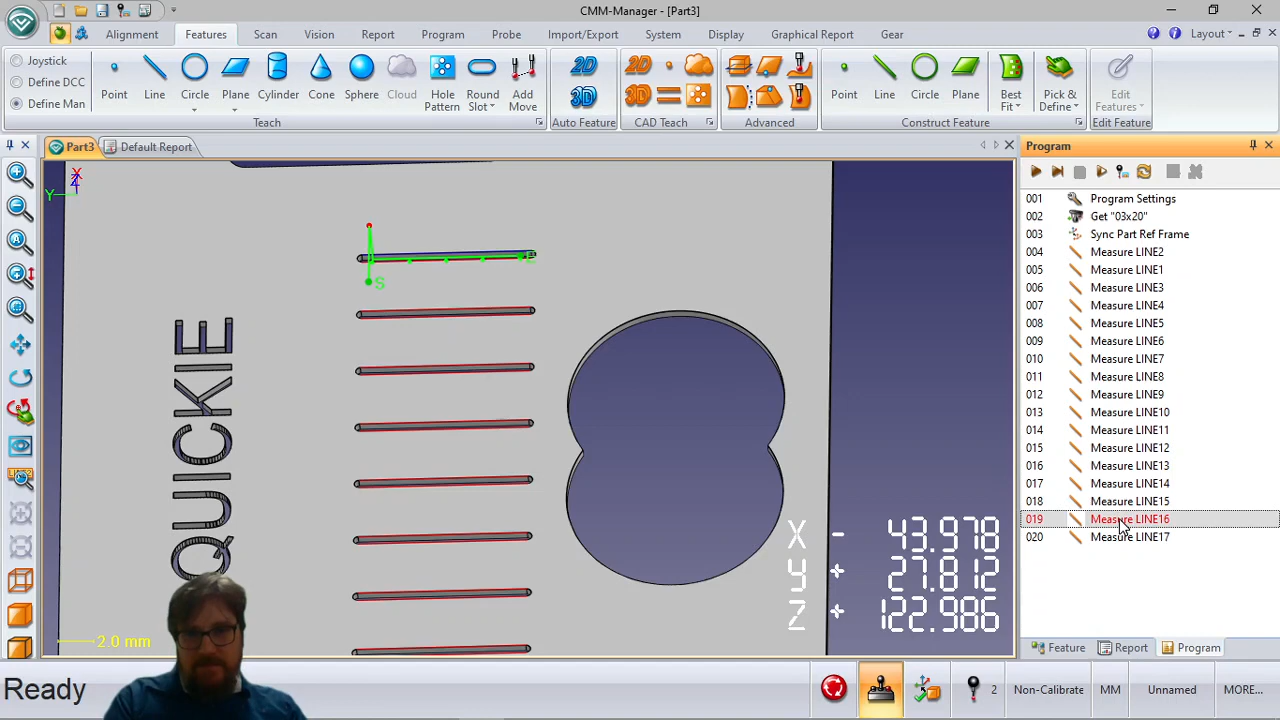 CMM-Manager - [Part3]
Layout
Alignment Features Scan Vision Report Program Probe Import/Export System Display Graphical Report Gear
Joystick
Define DCC
Define Man
Point Line Circle Plane Cylinder Cone Sphere Cloud Hole Pattern Round Slot Add Move
Teach
2D
3D
Auto Feature
2D
3D
CAD Teach
Advanced
Point Line Circle Plane Best Fit Pick & Define
Construct Feature
Edit Features
Edit Feature
Part3 Default Report
X
Z
Y
S
E
QUICKIE
X - 43.978
Y + 27.812
Z + 122.986
2.0 mm
Program
001 Program Settings
002 Get "03x20"
003 Sync Part Ref Frame
004 Measure LINE2
005 Measure LINE1
006 Measure LINE3
007 Measure LINE4
008 Measure LINE5
009 Measure LINE6
010 Measure LINE7
011 Measure LINE8
012 Measure LINE9
013 Measure LINE10
014 Measure LINE11
015 Measure LINE12
016 Measure LINE13
017 Measure LINE14
018 Measure LINE15
019 Measure LINE16
020 Measure LINE17
Feature Report Program
Ready
2 Non-Calibrate MM Unnamed MORE...